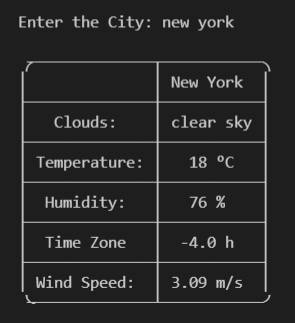 Enter the City: new york
New York
Clouds: clear sky
Temperature: 18 ºC
Humidity: 76 %
Time Zone -4.0 h
Wind Speed: 3.09 m/s